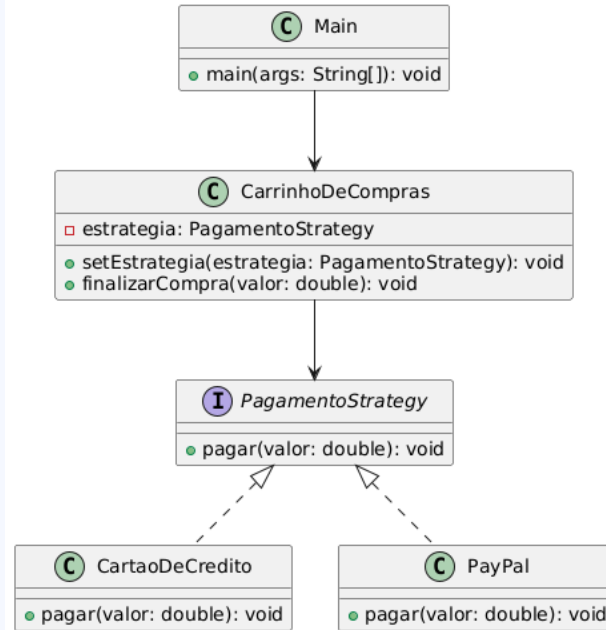 C Main
main(args: String[]): void
C CarrinhoDeCompras
estrategia: PagamentoStrategy
setEstrategia(estrategia: PagamentoStrategy): void
finalizarCompra(valor: double): void
I PagamentoStrategy
pagar(valor: double): void
C CartaoDeCredito
pagar(valor: double): void
C PayPal
pagar(valor: double): void